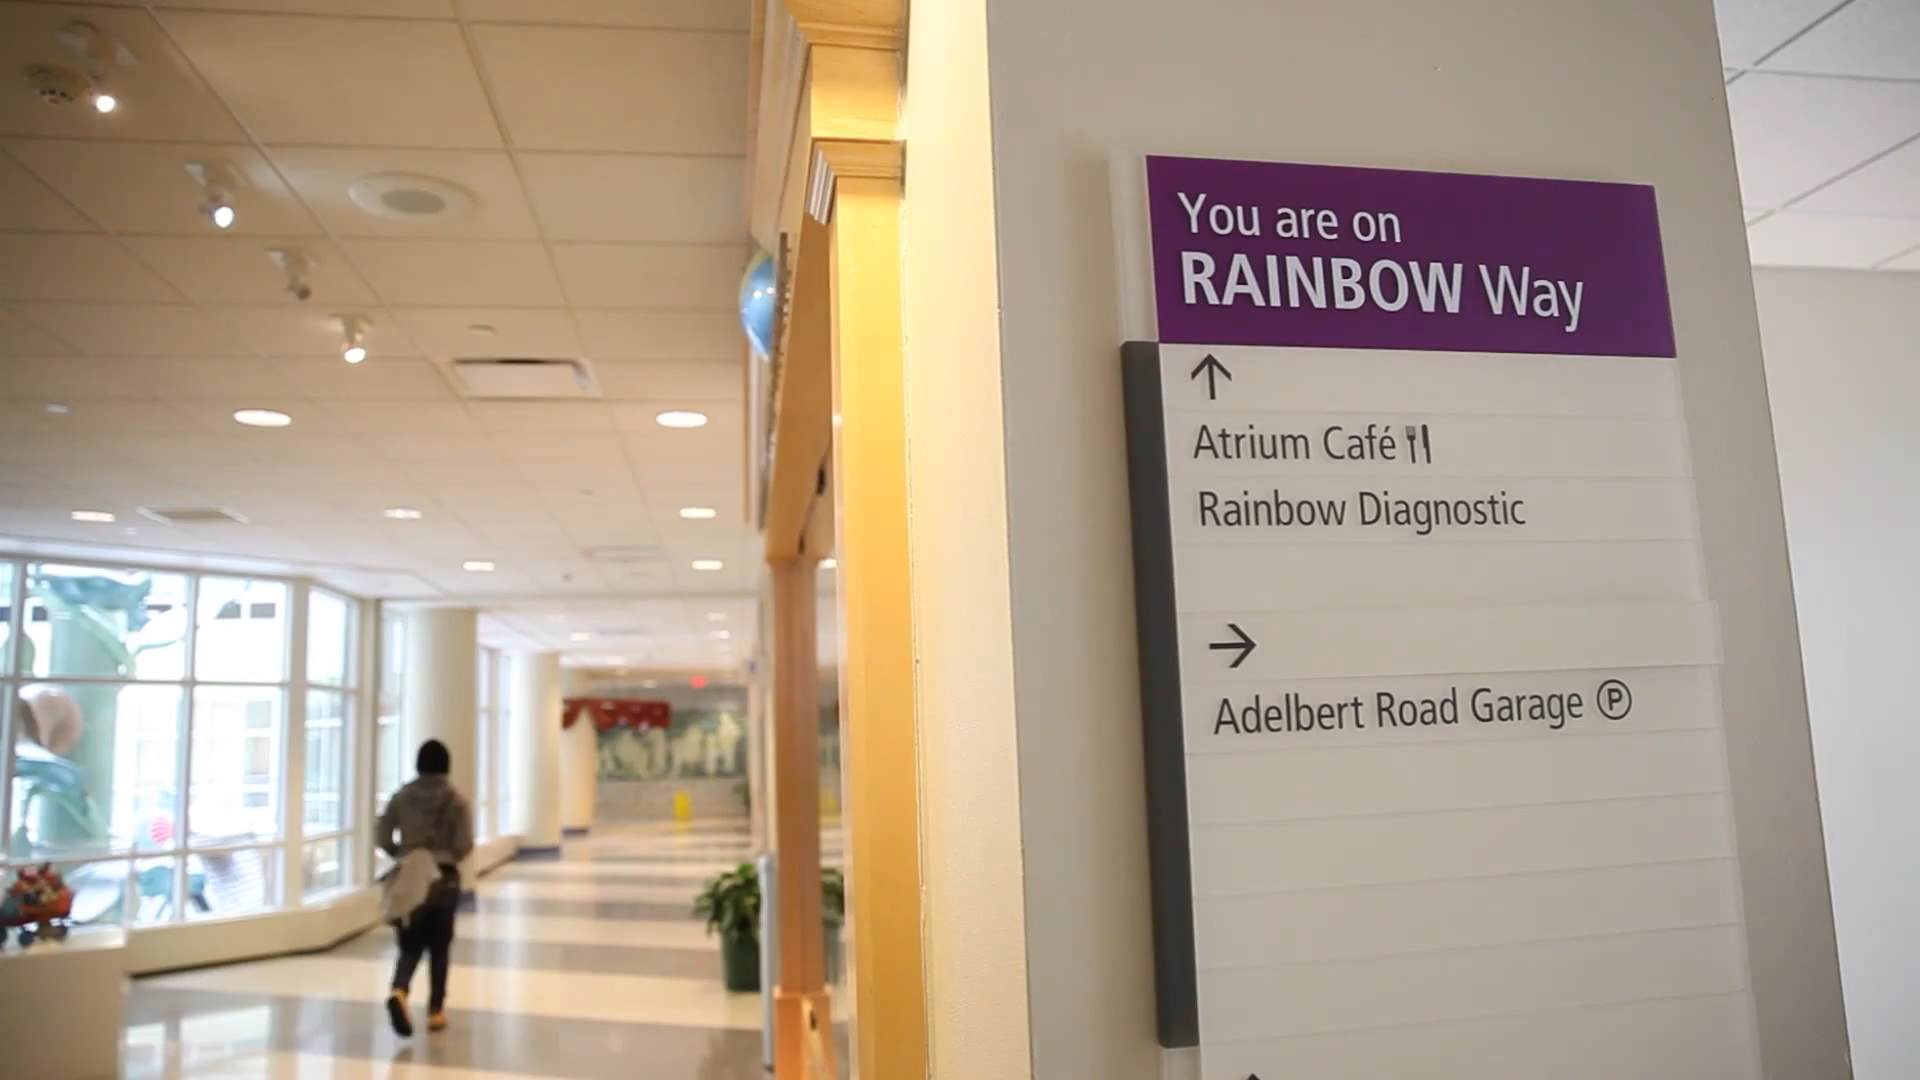 You are on
RAINBOW Way
Atrium Café
Rainbow Diagnostic
Adelbert Road Garage P